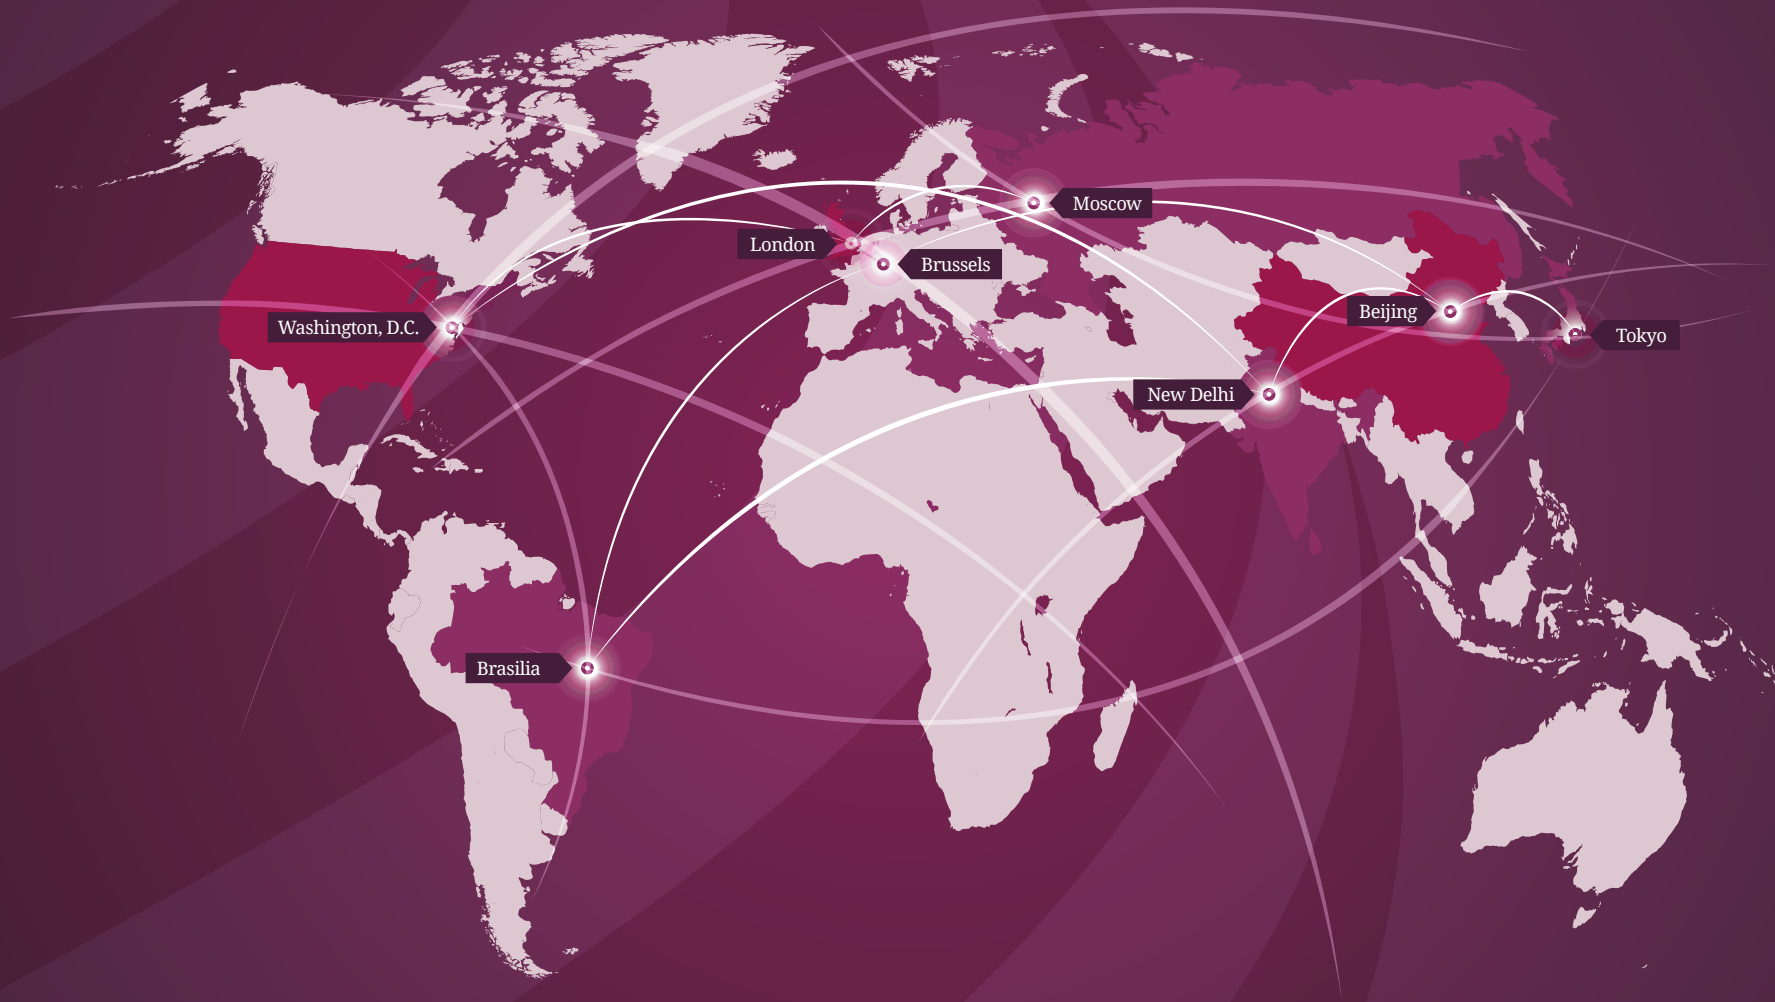 Moscow
London
Brussels
Washington, D.C.
Beijing
Tokyo
New Delhi
Brasilia